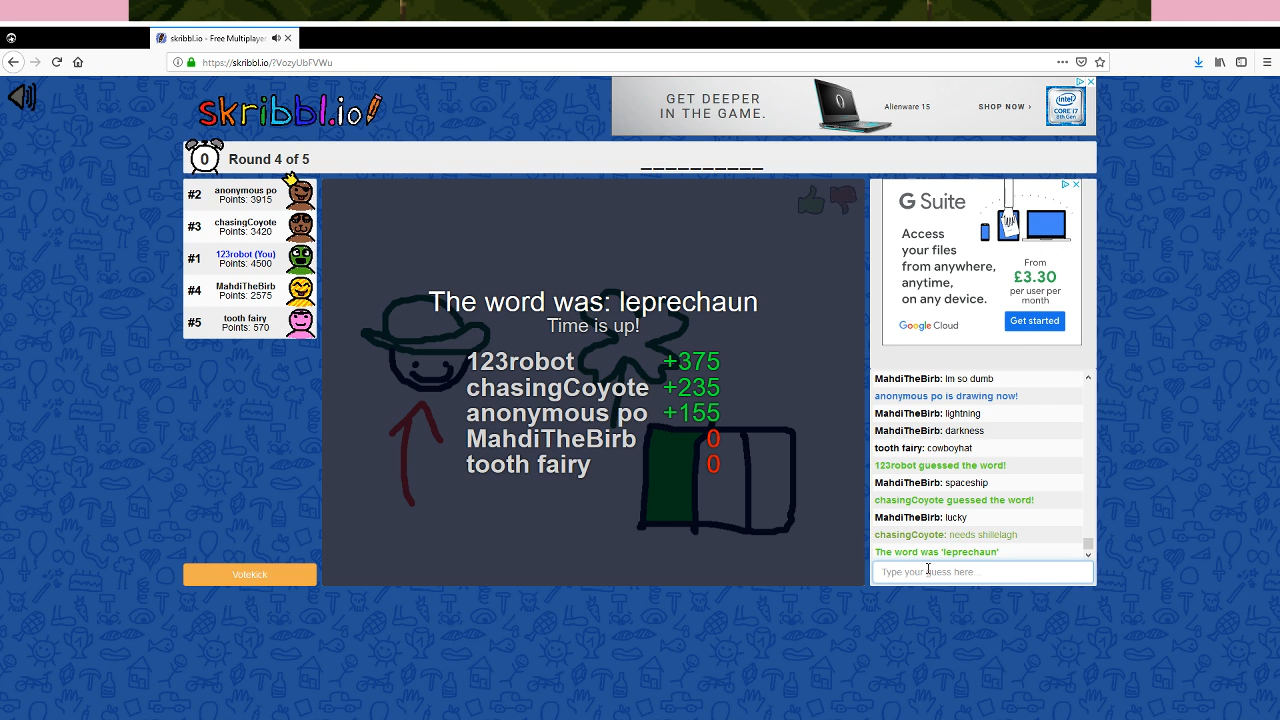 skribbl.io - Free Multiplayer
https://skribbl.io/?VozyUbFVWu
skribbl.io
GET DEEPER
IN THE GAME.
Alienware 15
SHOP NOW ›
intel
CORE i7
8th Gen
0
Round 4 of 5
__________
#2 anonymous po
Points: 3915
#3 chasingCoyote
Points: 3420
#1 123robot (You)
Points: 4500
#4 MahdiTheBirb
Points: 2575
#5 tooth fairy
Points: 570
Votekick
The word was: leprechaun
Time is up!
123robot +375
chasingCoyote +235
anonymous po +155
MahdiTheBirb 0
tooth fairy 0
G Suite
Access
your files
from anywhere,
anytime,
on any device.
From
£3.30
per user per
month
Google Cloud
Get started
MahdiTheBirb: Im so dumb
anonymous po is drawing now!
MahdiTheBirb: lightning
MahdiTheBirb: darkness
tooth fairy: cowboyhat
123robot guessed the word!
MahdiTheBirb: spaceship
chasingCoyote guessed the word!
MahdiTheBirb: lucky
chasingCoyote: needs shillelagh
The word was 'leprechaun'
Type your guess here...